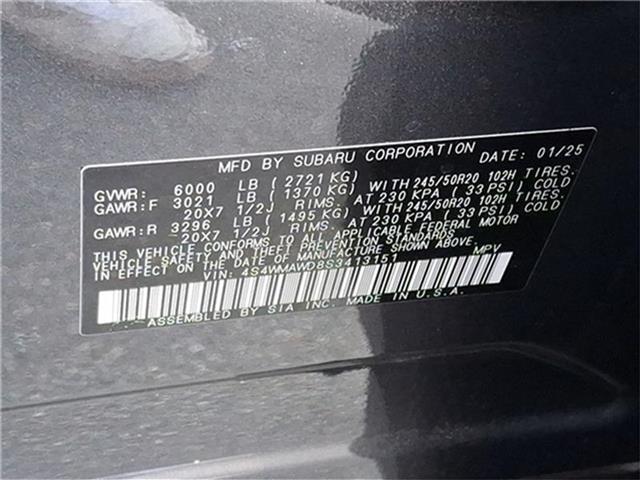 MFD BY SUBARU CORPORATION DATE: 01/25
GVWR: 6000 LB (2721 KG)
GAWR:F 3021 LB (1370 KG) WITH 245/50R20 102H TIRES.
20X7 1/2J RIMS. AT 230 KPA (33 PSI) COLD
GAWR:R 3296 LB (1495 KG) WITH 245/50R20 102H TIRES.
20X7 1/2J RIMS. AT 230 KPA (33 PSI) COLD
THIS VEHICLE CONFORMS TO ALL APPLICABLE FEDERAL MOTOR
VEHICLE SAFETY AND THEFT PREVENTION STANDARDS
IN EFFECT ON THE DATE OF MANUFACTURE SHOWN ABOVE.
VIN: 4S4WMAWD8S3413151 MPV
ASSEMBLED BY SIA INC. MADE IN U.S.A.